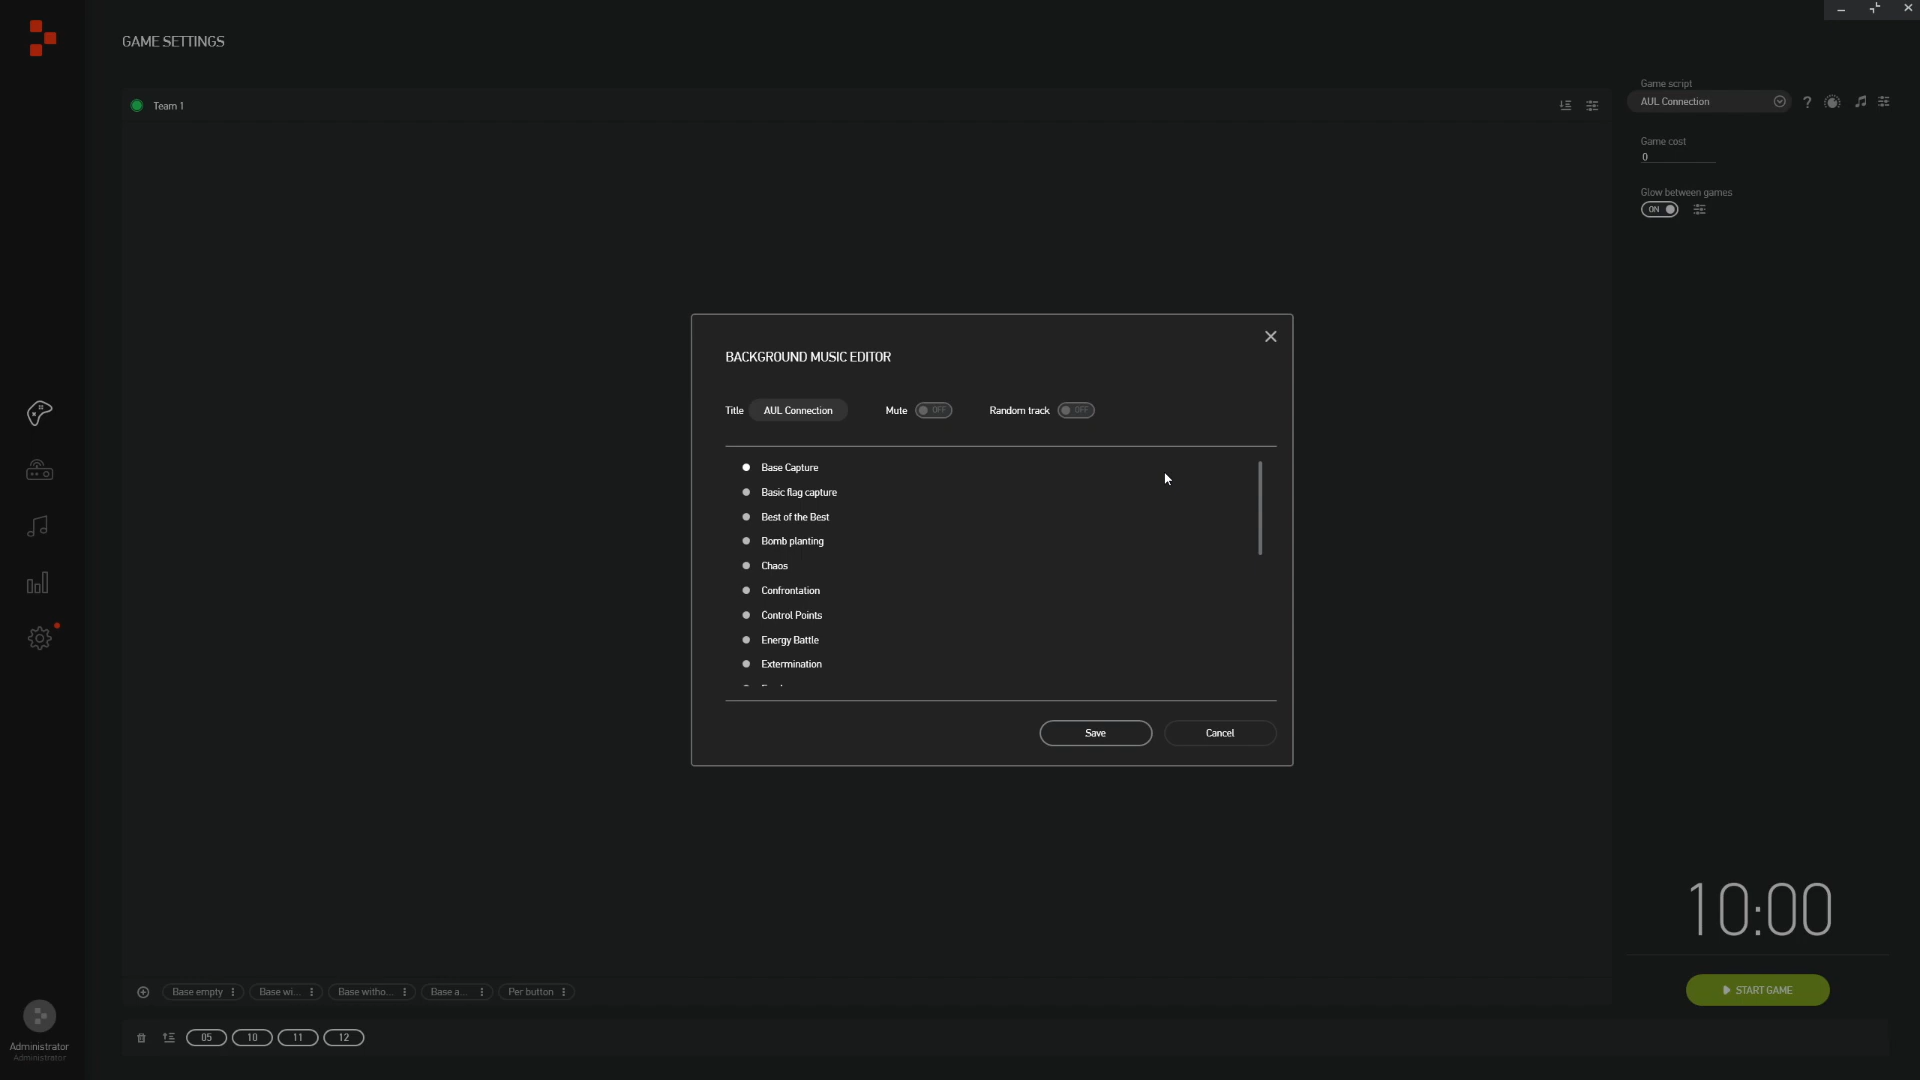 GAME SETTINGS
Team 1
Game script
AUL Connection
?
Game cost
0
Glow between games
ON
BACKGROUND MUSIC EDITOR
Title AUL Connection Mute OFF Random track OFF
Base Capture
Basic flag capture
Best of the Best
Bomb planting
Chaos
Confrontation
Control Points
Energy Battle
Extermination
Save Cancel
10:00
START GAME
Base empty Base wi... Base witho... Base a... Per button
05 10 11 12
Administrator
Administrator